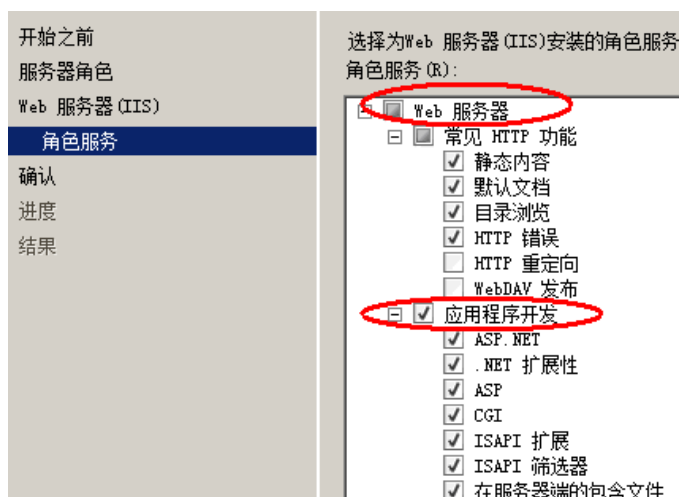 开始之前
服务器角色
Web 服务器(IIS)
角色服务
确认
进度
结果
选择为Web 服务器(IIS)安装的角色服务
角色服务(R):
Web 服务器
常见 HTTP 功能
静态内容
默认文档
目录浏览
HTTP 错误
HTTP 重定向
WebDAV 发布
应用程序开发
ASP.NET
.NET 扩展性
ASP
CGI
ISAPI 扩展
ISAPI 筛选器
在服务器端的包含文件